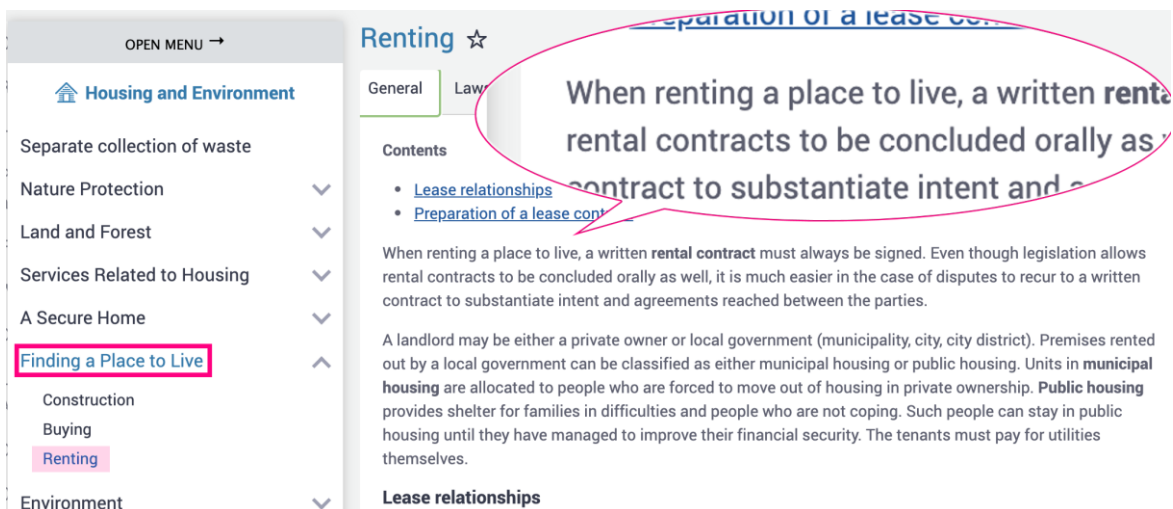 OPEN MENU →
Housing and Environment
Separate collection of waste
Nature Protection
Land and Forest
Services Related to Housing
A Secure Home
Finding a Place to Live
Construction
Buying
Renting
Environment
Renting ☆
General
Contents
• Lease relationships
• Preparation of a lease
When renting a place to live, a written rental contract must always be signed. Even though legislation allows
rental contracts to be concluded orally as well, it is much easier in the case of disputes to recur to a written
contract to substantiate intent and agreements reached between the parties.
A landlord may be either a private owner or local government (municipality, city, city district). Premises rented
out by a local government can be classified as either municipal housing or public housing. Units in municipal
housing are allocated to people who are forced to move out of housing in private ownership. Public housing
provides shelter for families in difficulties and people who are not coping. Such people can stay in public
housing until they have managed to improve their financial security. The tenants must pay for utilities
themselves.
Lease relationships
of a lease
When renting a place to live, a written
rental contracts to be concluded orally as
contract to substantiate intent and